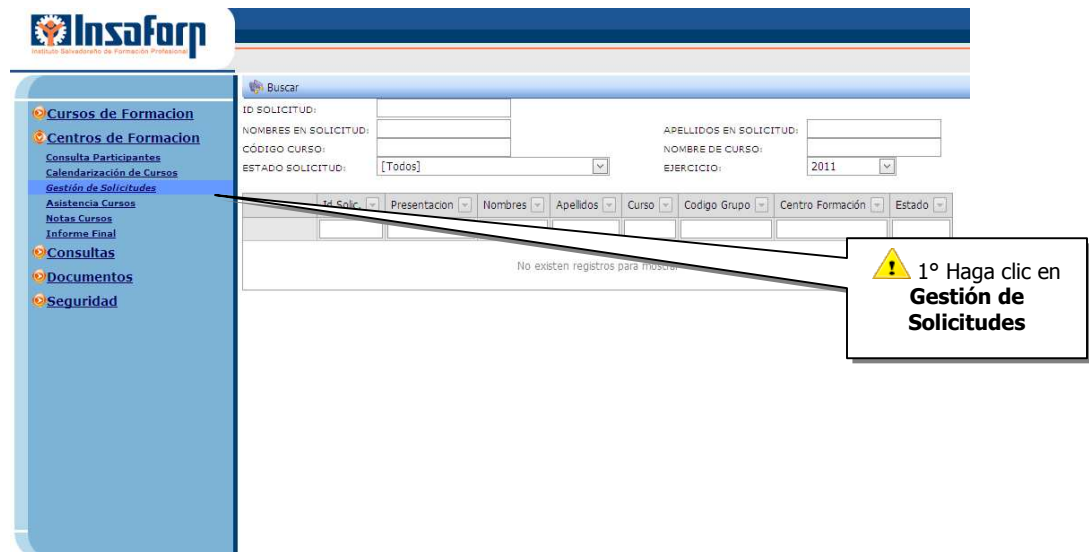 Insaforp
Instituto Salvadoreño de Formación Profesional
Buscar
ID SOLICITUD:
NOMBRES EN SOLICITUD:
APELLIDOS EN SOLICITUD:
CÓDIGO CURSO:
NOMBRE DE CURSO:
ESTADO SOLICITUD:
[Todos]
EJERCICIO:
2011
Cursos de Formacion
Centros de Formacion
Consulta Participantes
Calendarización de Cursos
Gestión de Solicitudes
Asistencia Cursos
Notas Cursos
Informe Final
Consultas
Documentos
Seguridad
Id Solic. Presentacion Nombres Apelidos Curso Codigo Grupo Centro Formación Estado
No existen registros para mostrar
1° Haga clic en
Gestión de
Solicitudes